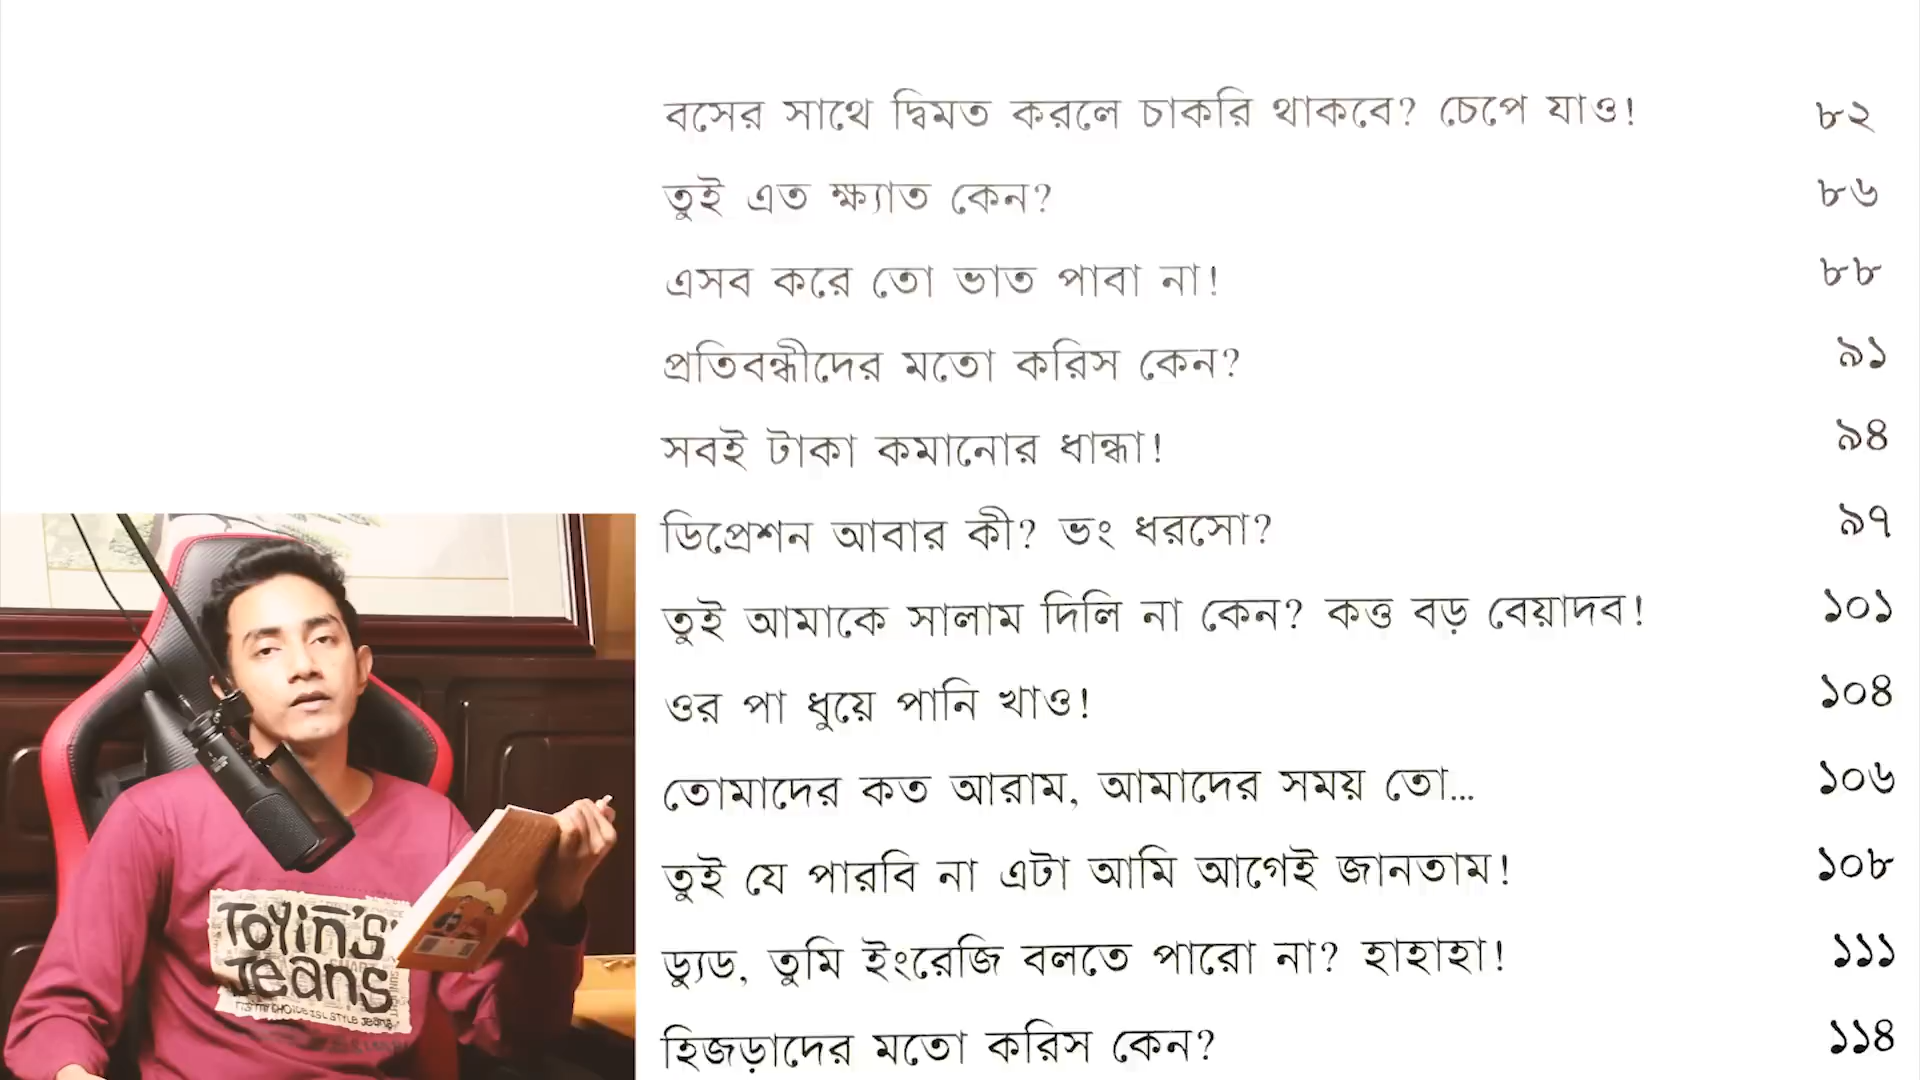 বসের সাথে দ্বিমত করলে চাকরি থাকবে? চেপে যাও! ৮২
তুই এত ক্ষ্যাত কেন? ৮৬
এসব করে তো ভাত পাবা না! ৮৮
প্রতিবন্ধীদের মতো করিস কেন? ৯১
সবই টাকা কমানোর ধান্ধা! ৯৪
ডিপ্রেশন আবার কী? ভং ধরসো? ৯৭
তুই আমাকে সালাম দিলি না কেন? কত্ত বড় বেয়াদব! ১০১
ওর পা ধুয়ে পানি খাও! ১০৪
তোমাদের কত আরাম, আমাদের সময় তো... ১০৬
তুই যে পারবি না এটা আমি আগেই জানতাম! ১০৮
ড্যুড, তুমি ইংরেজি বলতে পারো না? হাহাহা! ১১১
হিজড়াদের মতো করিস কেন? ১১৪
Toyin's
Jeans